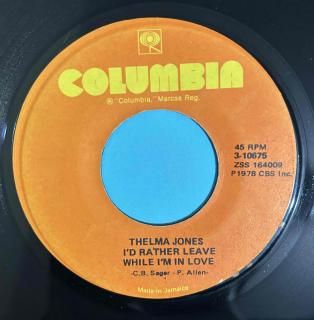 COLUMBIA
® "Columbia," Marcas Reg.
45 RPM
3-10675
ZSS 164009
P1978 CBS Inc.
THELMA JONES
I'D RATHER LEAVE
WHILE I'M IN LOVE
-C.B. Sager - P. Allen-
Made in Jamaica